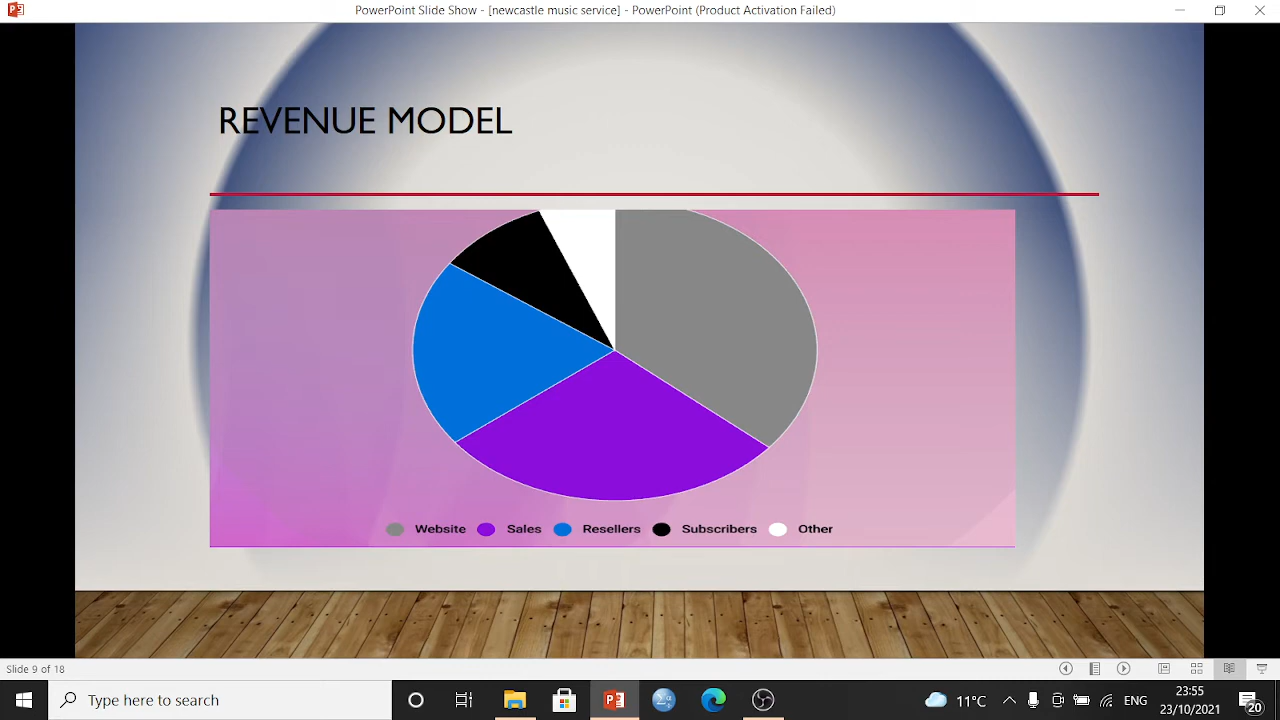 PowerPoint Slide Show - [newcastle music service] - PowerPoint (Product Activation Failed)
REVENUE MODEL
Website Sales Resellers Subscribers Other
Slide 9 of 18
Type here to search
11°C
ENG
23:55
23/10/2021
20